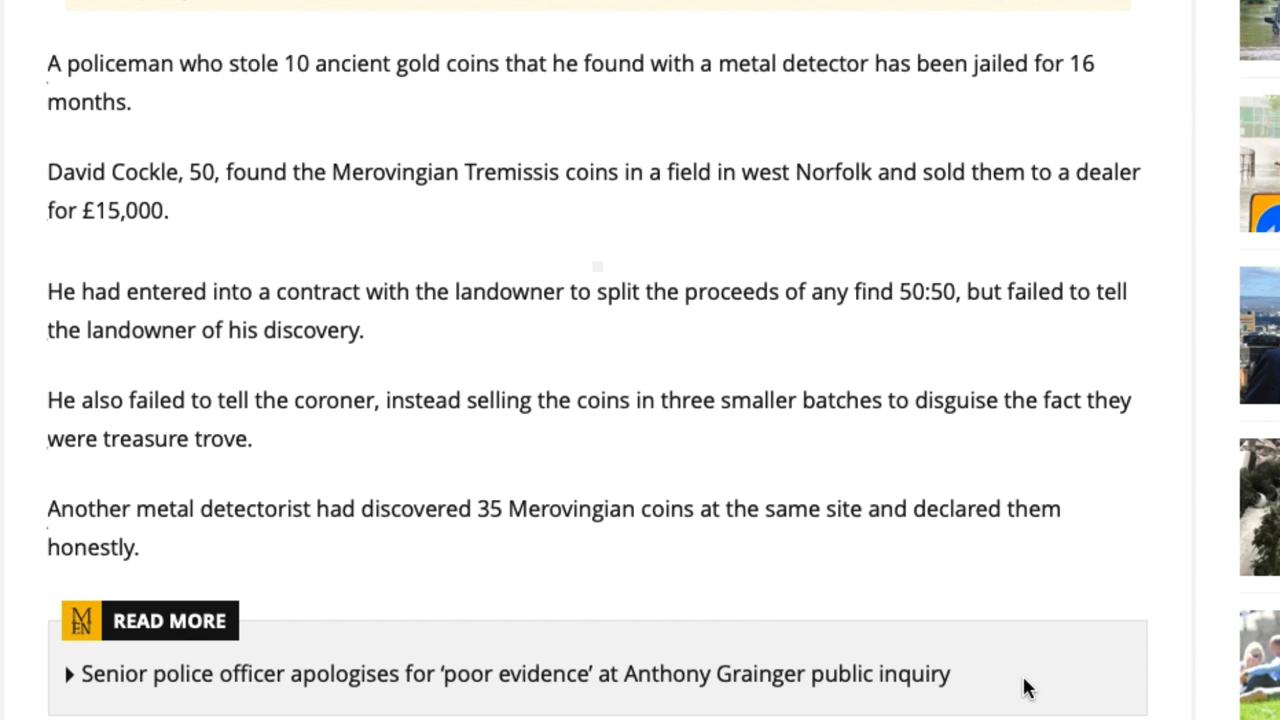 A policeman who stole 10 ancient gold coins that he found with a metal detector has been jailed for 16
months.
David Cockle, 50, found the Merovingian Tremissis coins in a field in west Norfolk and sold them to a dealer
for £15,000.
He had entered into a contract with the landowner to split the proceeds of any find 50:50, but failed to tell
the landowner of his discovery.
He also failed to tell the coroner, instead selling the coins in three smaller batches to disguise the fact they
were treasure trove.
Another metal detectorist had discovered 35 Merovingian coins at the same site and declared them
honestly.
MEN READ MORE
Senior police officer apologises for ‘poor evidence’ at Anthony Grainger public inquiry